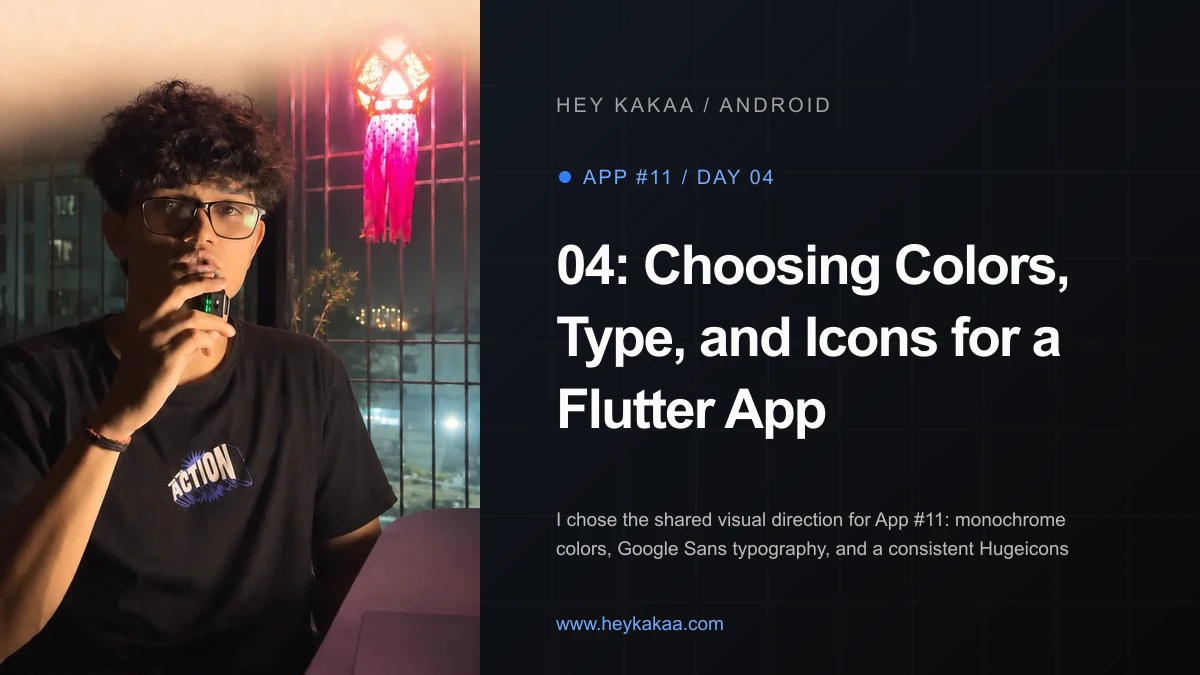 HEY KAKAA / ANDROID
APP #11 / DAY 04
04: Choosing Colors,
Type, and Icons for a
Flutter App
I chose the shared visual direction for App #11: monochrome
colors, Google Sans typography, and a consistent Hugeicons
www.heykakaa.com
ACTION